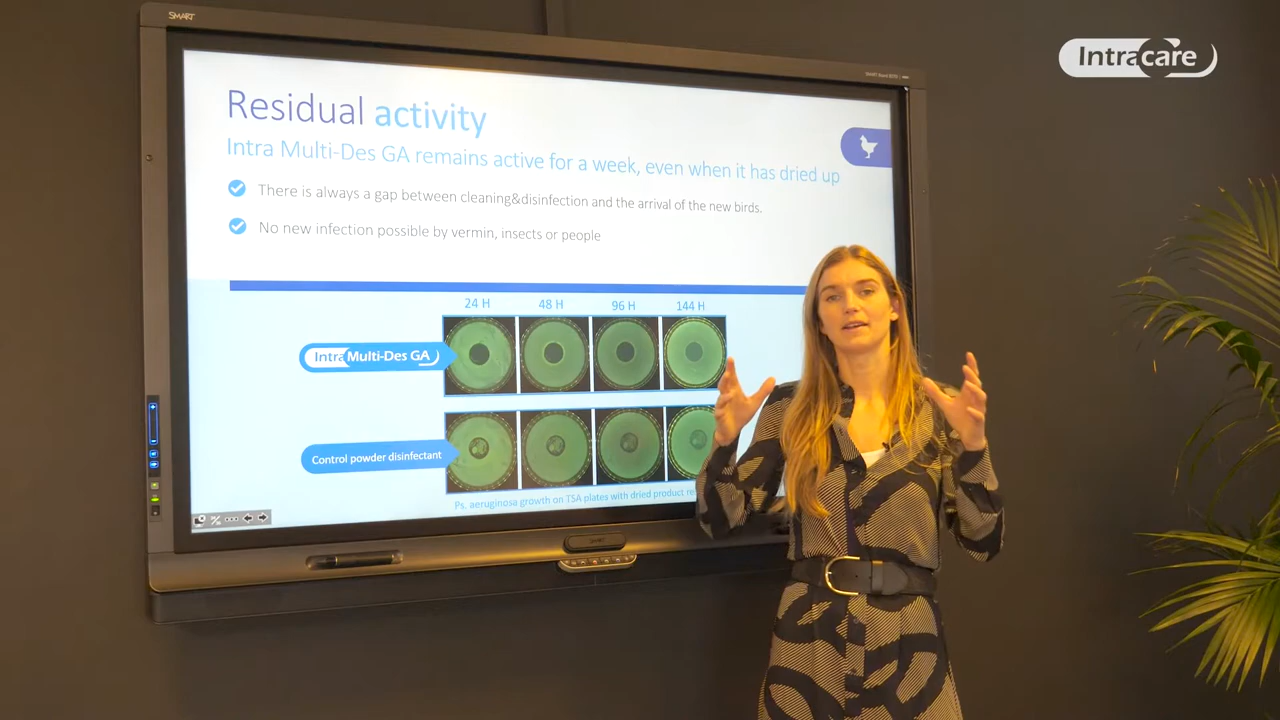 SMART
Intracare
Residual activity
Intra Multi-Des GA remains active for a week, even when it has dried up
There is always a gap between cleaning&disinfection and the arrival of the new birds.
No new infection possible by vermin, insects or people
24 H 48 H 96 H 144 H
Intra Multi-Des GA
Control powder disinfectant
Ps. aeruginosa growth on TSA plates with dried product